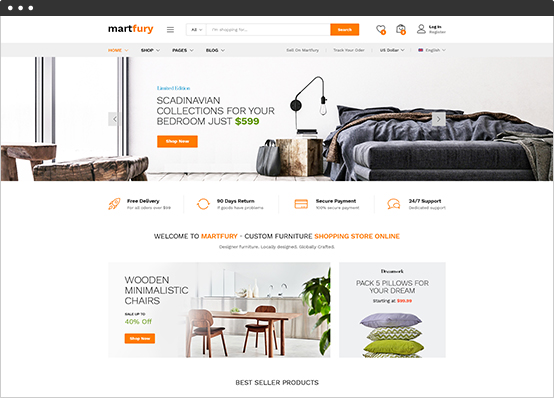 martfury
All
I'm shopping for...
Search
0
0
Log in
Register
HOME
SHOP
PAGES
BLOG
Sell On Martfury
Track Your Oder
US Dollar
English
Limited Edition
SCADINAVIAN
COLLECTIONS FOR YOUR
BEDROOM JUST $599
Shop Now
Free Delivery
For all oders over $99
90 Days Return
If goods have problems
Secure Payment
100% secure payment
24/7 Support
Dedicated support
WELCOME TO MARTFURY - CUSTOM FURNITURE SHOPPING STORE ONLINE
Designer furniture. Locally designed. Globally Crafted.
WOODEN
MINIMALISTIC
CHAIRS
SALE UP TO
40% Off
Shop Now
PACK 5 PILLOWS FOR
YOUR DREAM
Starting at $99.99
BEST SELLER PRODUCTS